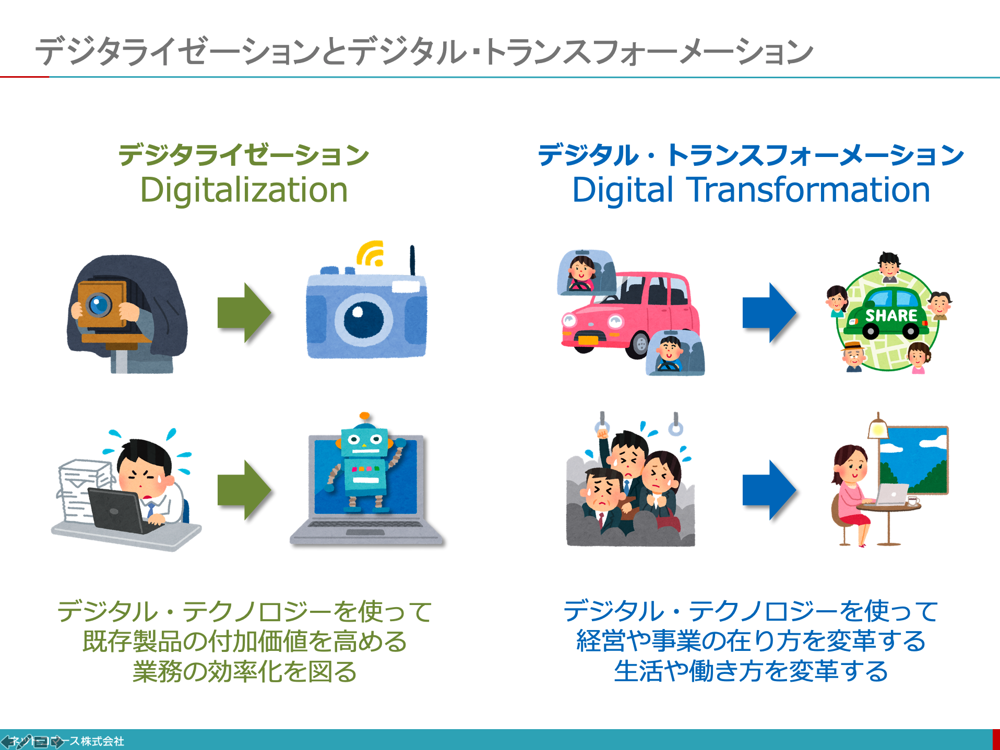 デジタライゼーションとデジタル・トランスフォーメーション
デジタライゼーション
Digitalization
デジタル・トランスフォーメーション
Digital Transformation
SHARE
デジタル・テクノロジーを使って
既存製品の付加価値を高める
業務の効率化を図る
デジタル・テクノロジーを使って
経営や事業の在り方を変革する
生活や働き方を変革する
ネットコマース株式会社